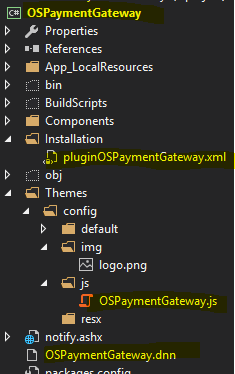 C# OSPaymentGateway
Properties
References
App_LocalResources
bin
BuildScripts
Components
Installation
pluginOSPaymentGateway.xml
obj
Themes
config
default
img
logo.png
js
OSPaymentGateway.js
resx
notify.ashx
OSPaymentGateway.dnn
packages.config